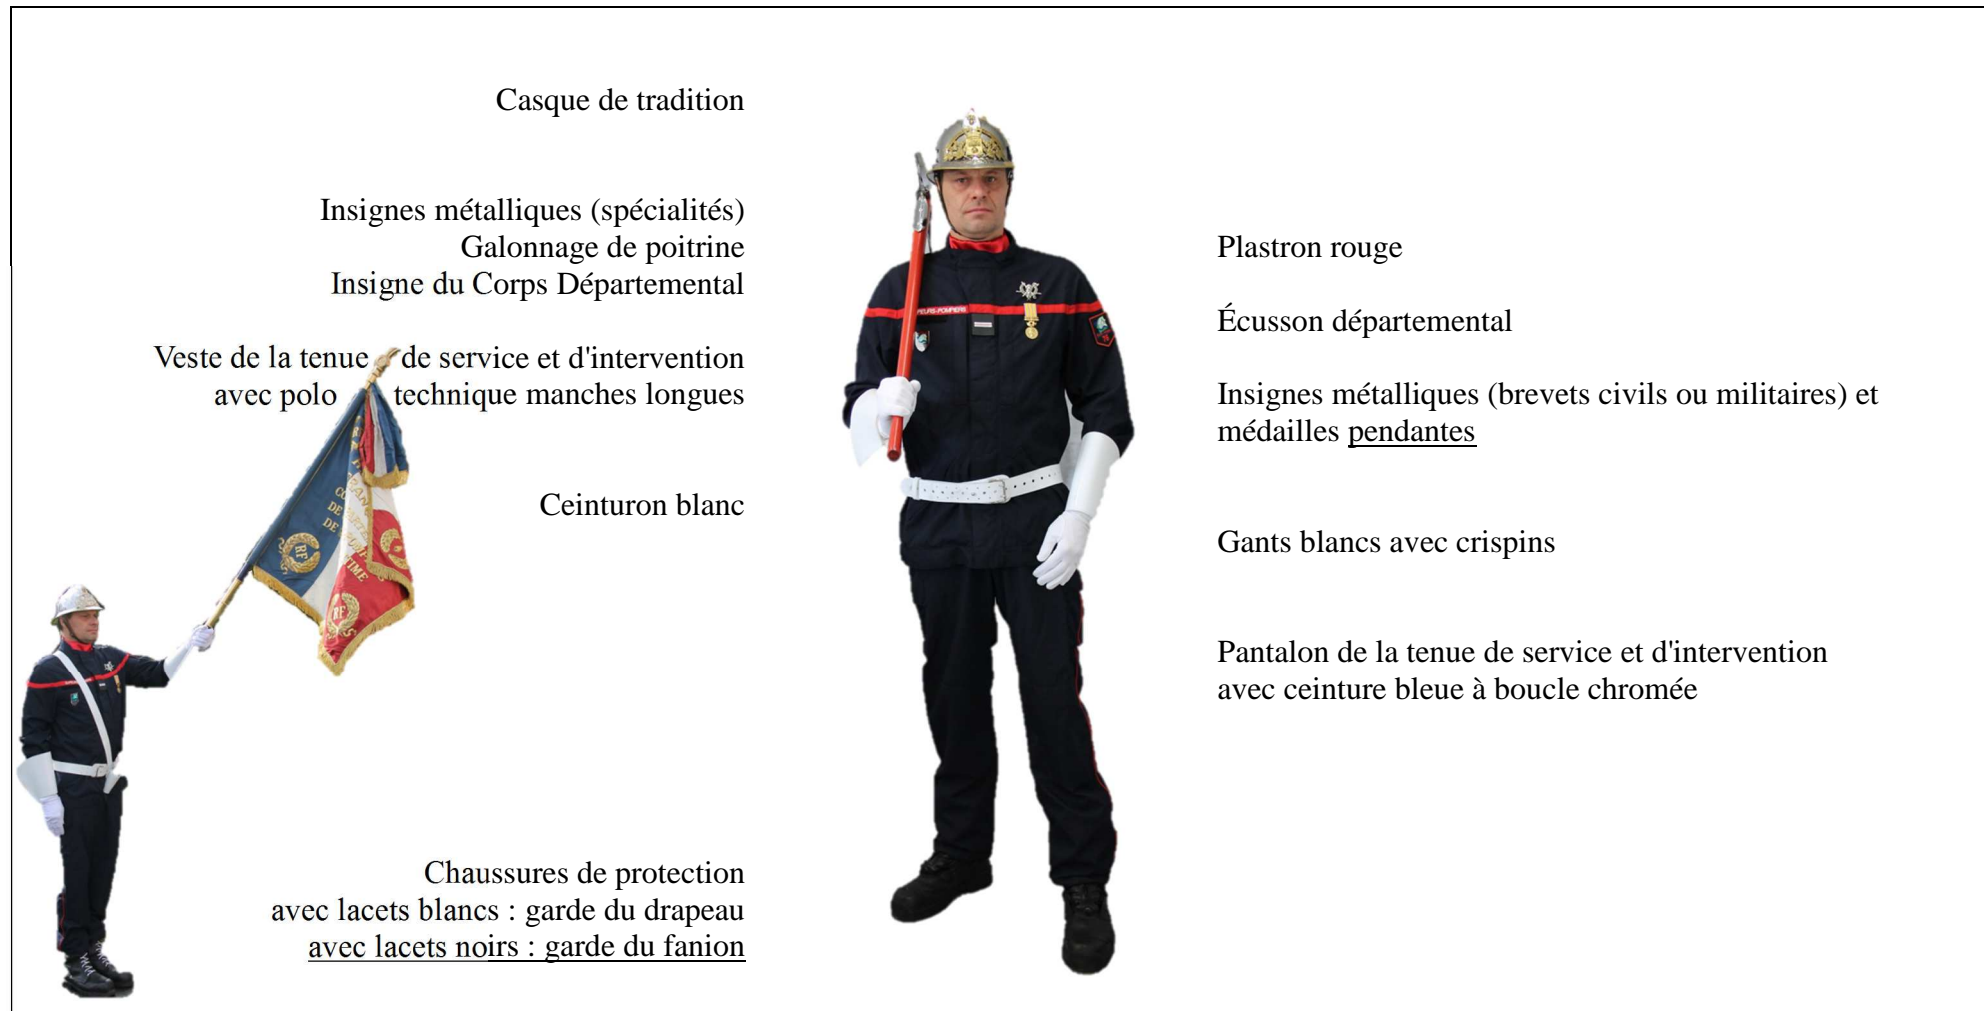 Casque de tradition
Insignes métalliques (spécialités)
Galonnage de poitrine
Insigne du Corps Départemental
Veste de la tenue de service et d'intervention
avec polo technique manches longues
Ceinturon blanc
Chaussures de protection
avec lacets blancs : garde du drapeau
avec lacets noirs : garde du fanion
Plastron rouge
Écusson départemental
Insignes métalliques (brevets civils ou militaires) et
médailles pendantes
Gants blancs avec crispins
Pantalon de la tenue de service et d'intervention
avec ceinture bleue à boucle chromée
RF
RF